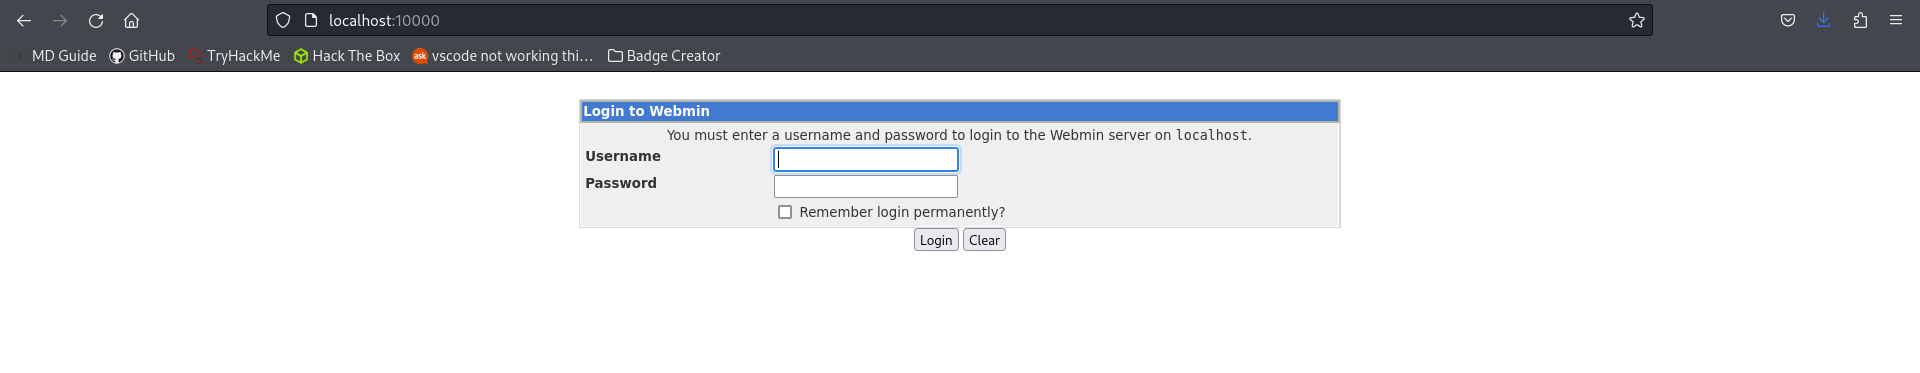 localhost:10000
MD Guide GitHub TryHackMe Hack The Box ask vscode not working thi... Badge Creator
Login to Webmin
You must enter a username and password to login to the Webmin server on localhost.
Username
Password
Remember login permanently?
Login Clear